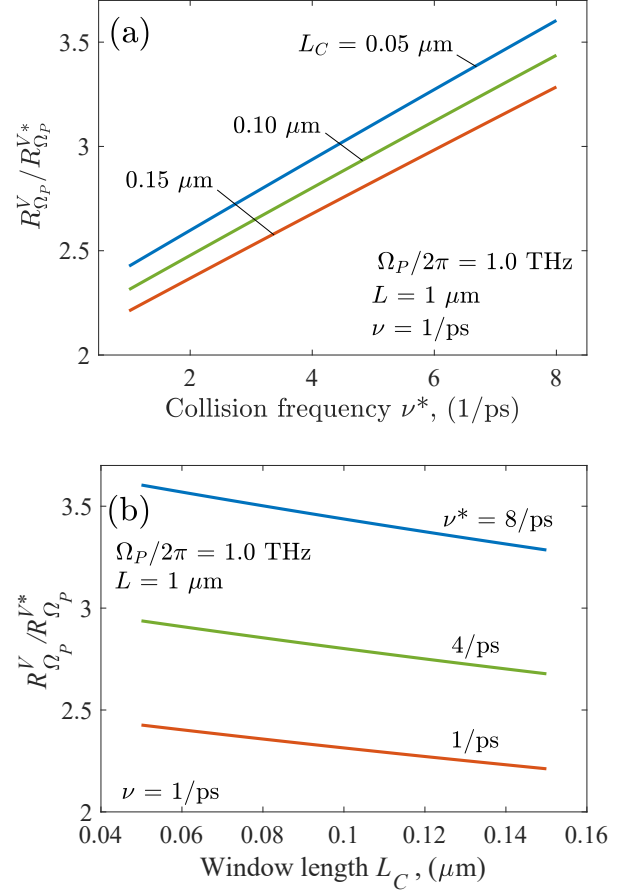 (a)
3.5
3
2.5
2
R^V_{Ω_P}/R^{V*}_{Ω_P}
L_C = 0.05 μm
0.10 μm
0.15 μm
Ω_P/2π = 1.0 THz
L = 1 μm
ν = 1/ps
2 4 6 8
Collision frequency ν*, (1/ps)
(b)
3.5
3
2.5
2
R^V_{Ω_P}/R^{V*}_{Ω_P}
ν* = 8/ps
Ω_P/2π = 1.0 THz
L = 1 μm
4/ps
1/ps
ν = 1/ps
0.04 0.06 0.08 0.1 0.12 0.14 0.16
Window length L_C, (μm)